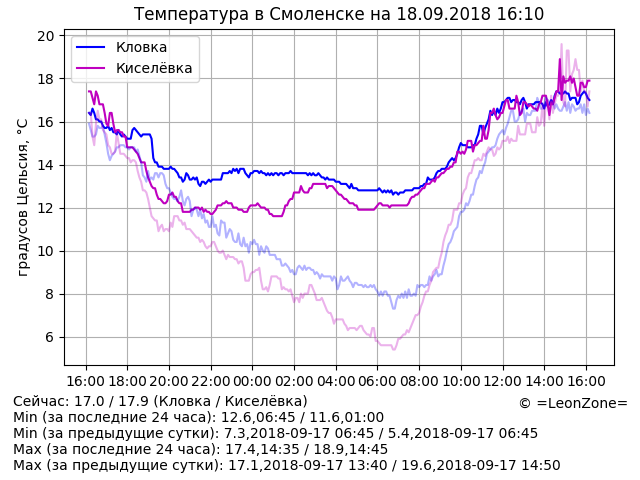 Температура в Смоленске на 18.09.2018 16:10
Кловка
Киселёвка
градусов Цельсия, °C
20
18
16
14
12
10
8
6
16:00 18:00 20:00 22:00 00:00 02:00 04:00 06:00 08:00 10:00 12:00 14:00 16:00
Сейчас: 17.0 / 17.9 (Кловка / Киселёвка)
© =LeonZone=
Min (за последние 24 часа): 12.6,06:45 / 11.6,01:00
Min (за предыдущие сутки): 7.3,2018-09-17 06:45 / 5.4,2018-09-17 06:45
Max (за последние 24 часа): 17.4,14:35 / 18.9,14:45
Max (за предыдущие сутки): 17.1,2018-09-17 13:40 / 19.6,2018-09-17 14:50